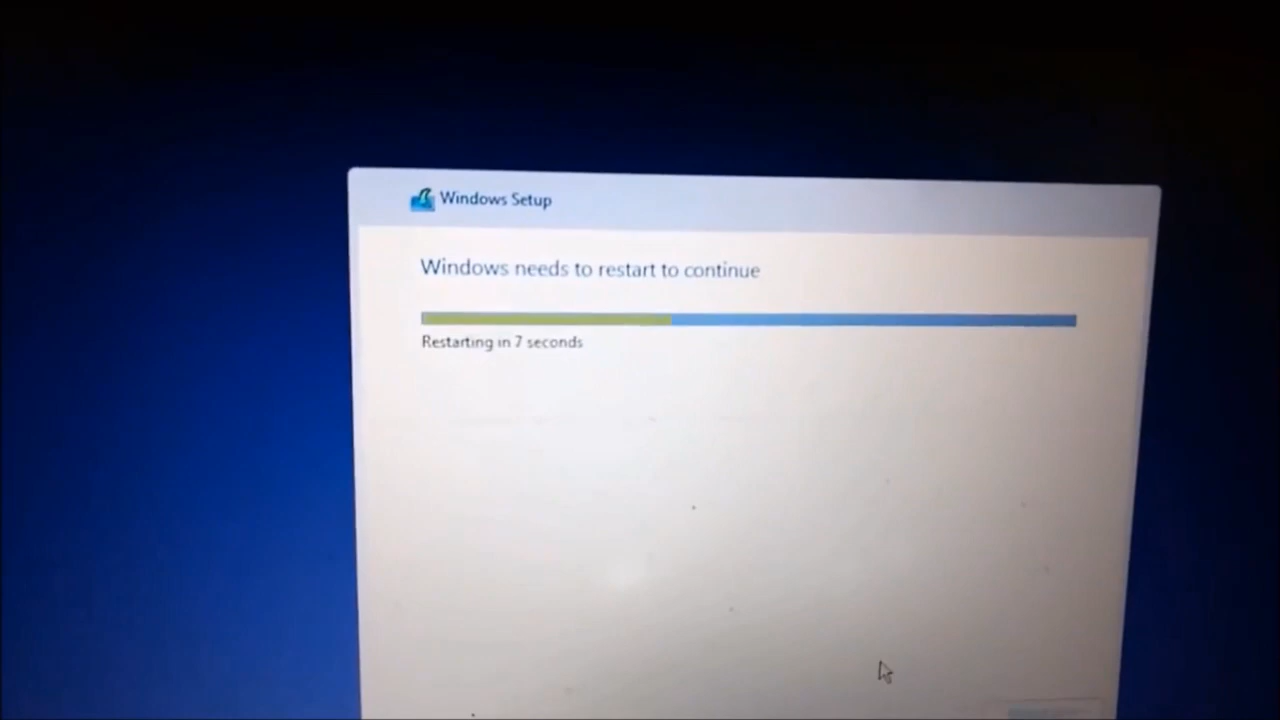 Windows Setup
Windows needs to restart to continue
Restarting in 7 seconds